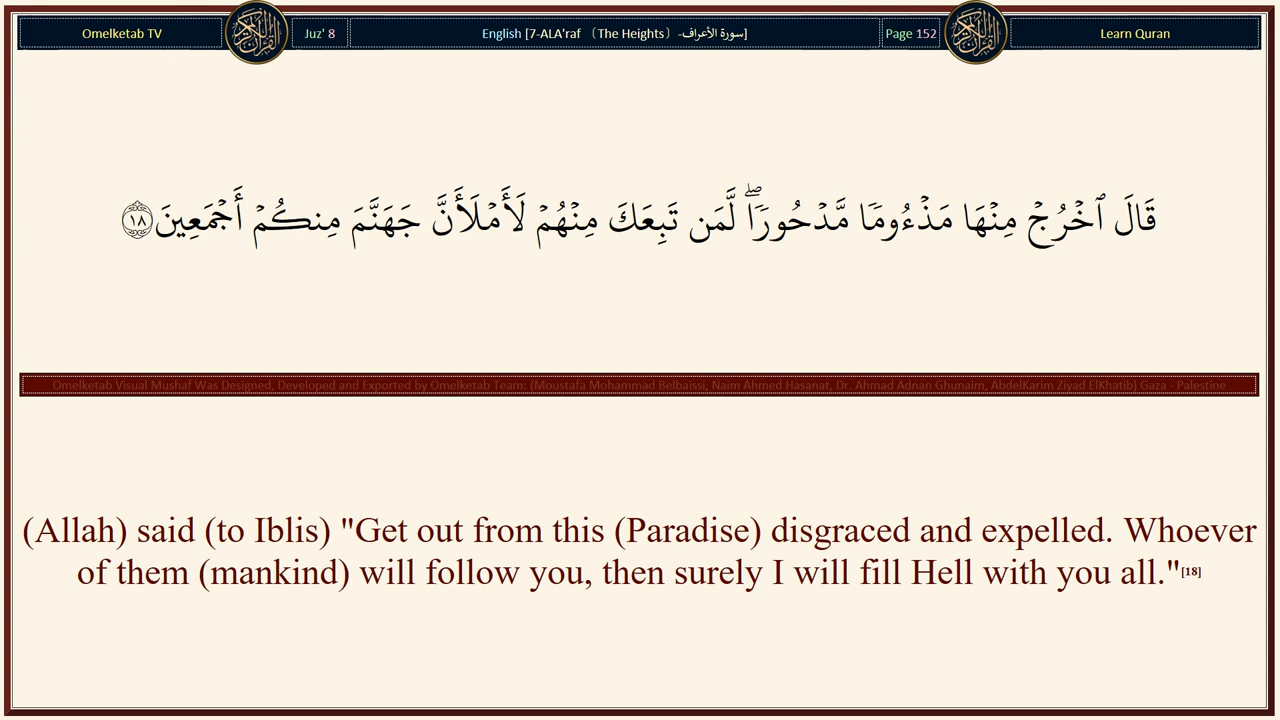 Omelketab TV
Juz' 8
English [7-ALA'raf 〔The Heights〕-سورة الأعراف]
Page 152
Learn Quran
قَالَ ٱخْرُجْ مِنْهَا مَذْءُومًا مَّدْحُورًا ۖ لَّمَن تَبِعَكَ مِنْهُمْ لَأَمْلَأَنَّ جَهَنَّمَ مِنكُمْ أَجْمَعِينَ ١٨
Omelketab Visual Mushaf Was Designed, Developed and Exported by Omelketab Team: (Moustafa Mohammad Belbaissi, Naim Ahmed Hasanat, Dr. Ahmad Adnan Ghunaim, AbdelKarim Ziyad ElKhatib) Gaza - Palestine
(Allah) said (to Iblis) "Get out from this (Paradise) disgraced and expelled. Whoever
of them (mankind) will follow you, then surely I will fill Hell with you all."[18]